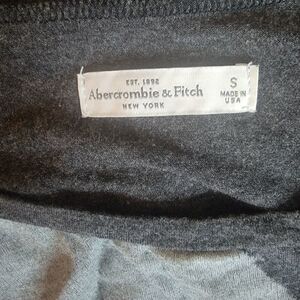 EST. 1892
Abercrombie & Fitch
NEW YORK
S
MADE IN
USA